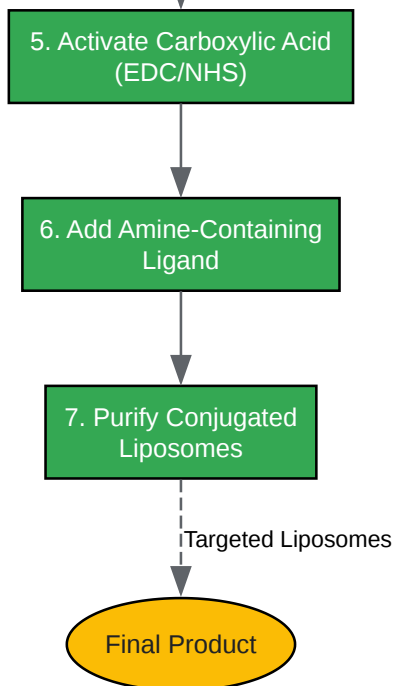 5. Activate Carboxylic Acid
(EDC/NHS)
6. Add Amine-Containing
Ligand
7. Purify Conjugated
Liposomes
Targeted Liposomes
Final Product